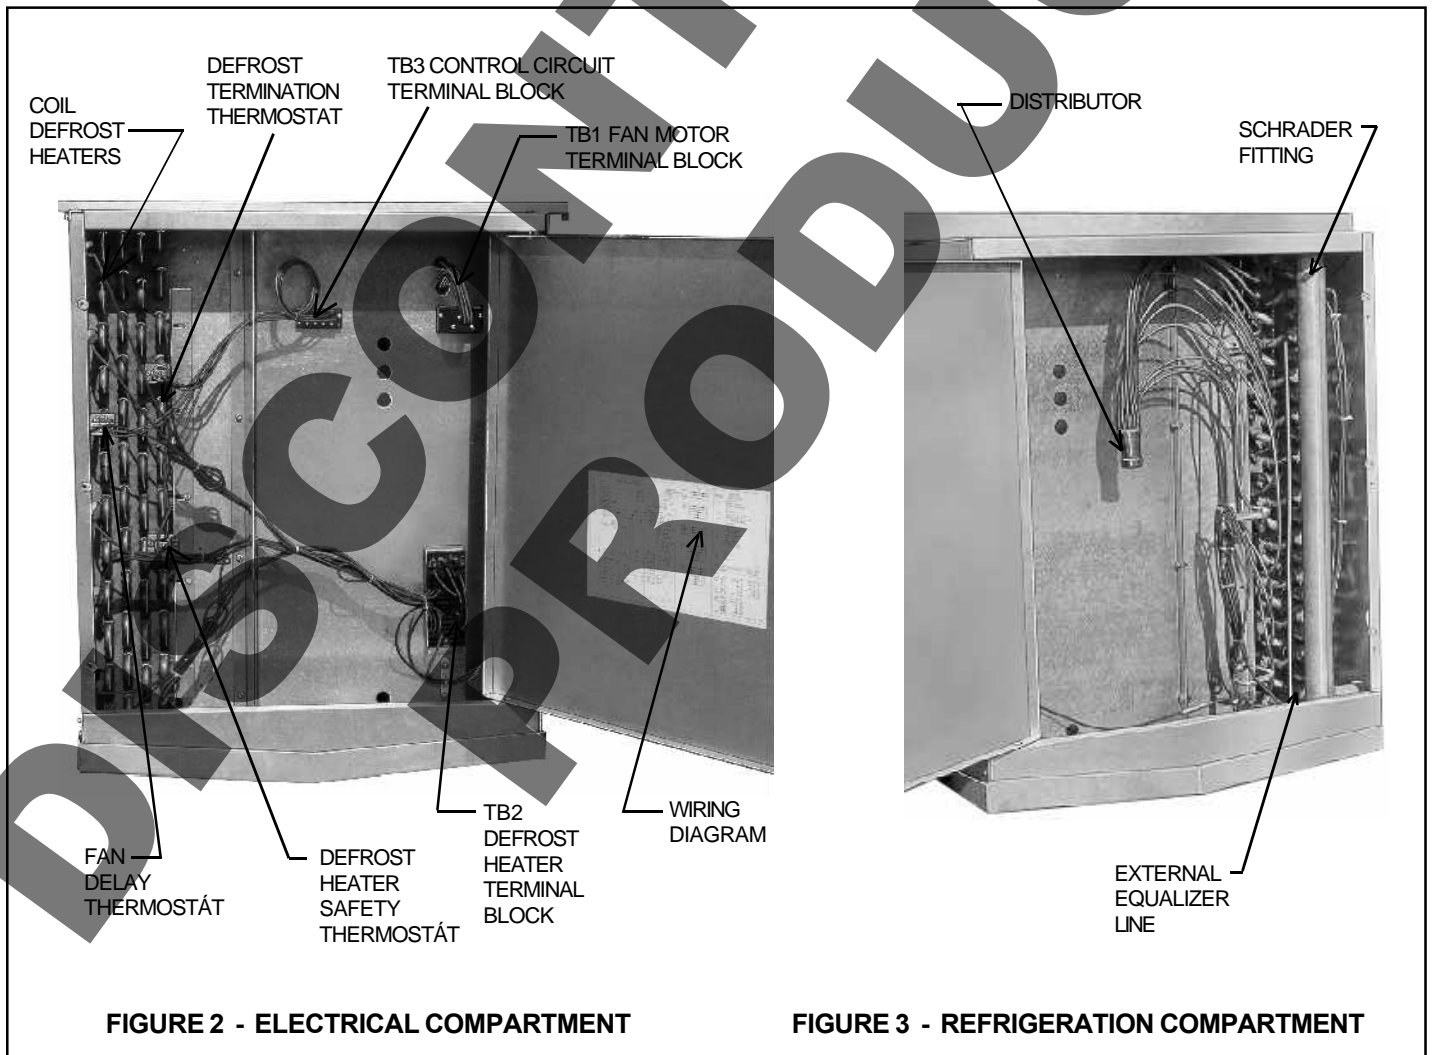 COIL
DEFROST
HEATERS
DEFROST
TERMINATION
THERMOSTAT
TB3 CONTROL CIRCUIT
TERMINAL BLOCK
TB1 FAN MOTOR
TERMINAL BLOCK
DISTRIBUTOR
SCHRADER
FITTING
FAN
DELAY
THERMOSTÁT
DEFROST
HEATER
SAFETY
THERMOSTÁT
TB2
DEFROST
HEATER
TERMINAL
BLOCK
WIRING
DIAGRAM
EXTERNAL
EQUALIZER
LINE
FIGURE 2 - ELECTRICAL COMPARTMENT
FIGURE 3 - REFRIGERATION COMPARTMENT
DISCONT
PRODUC